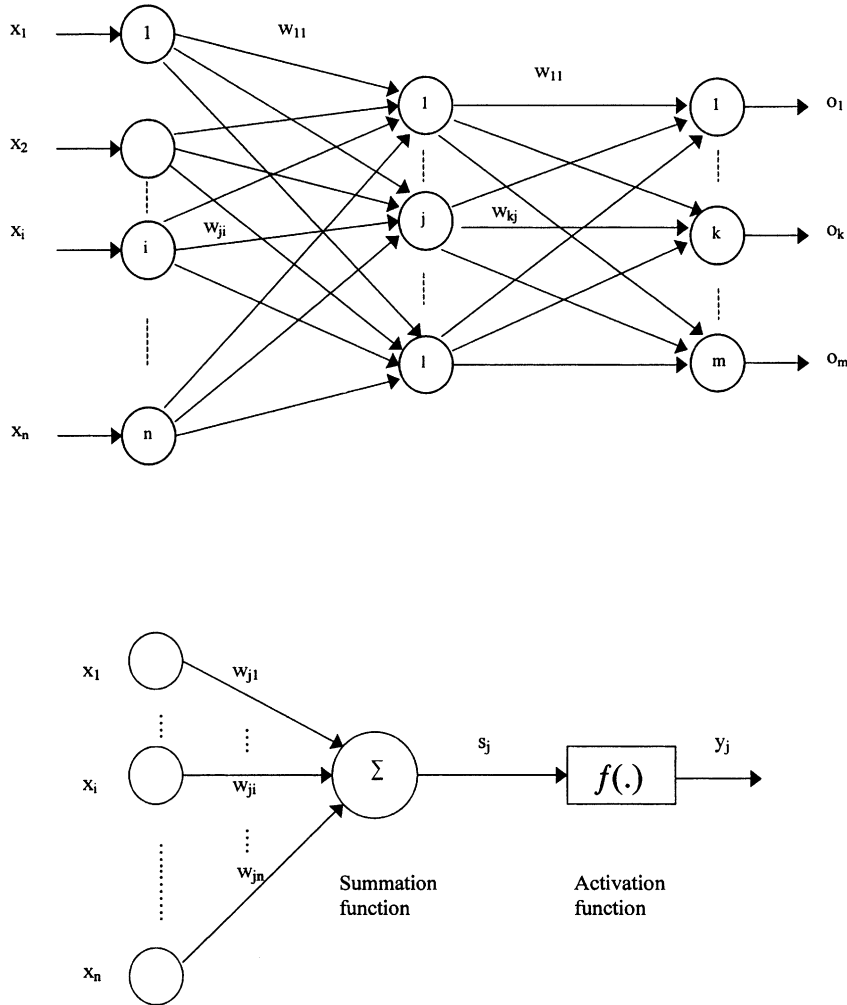 x1 1 w11
1 w11 1 o1
x2
xi i wji j wkj k ok
l m om
xn n
x1 wj1
xi wji Σ sj f(.) yj
wjn
Summation function
Activation function
xn